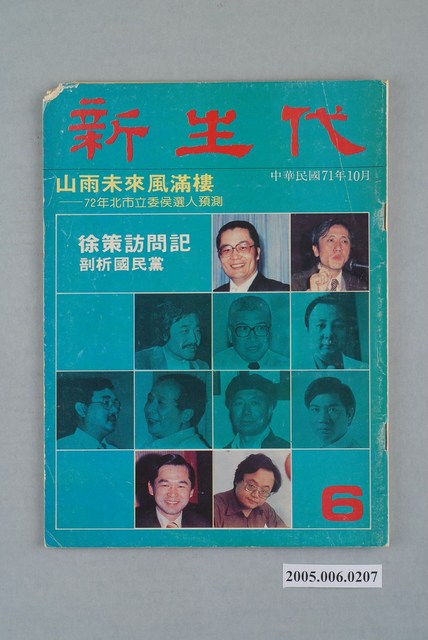 新生代
中華民國71年10月
山雨未來風滿樓
──72年北市立委侯選人預測
徐策訪問記
剖析國民黨
6
2005.006.0207